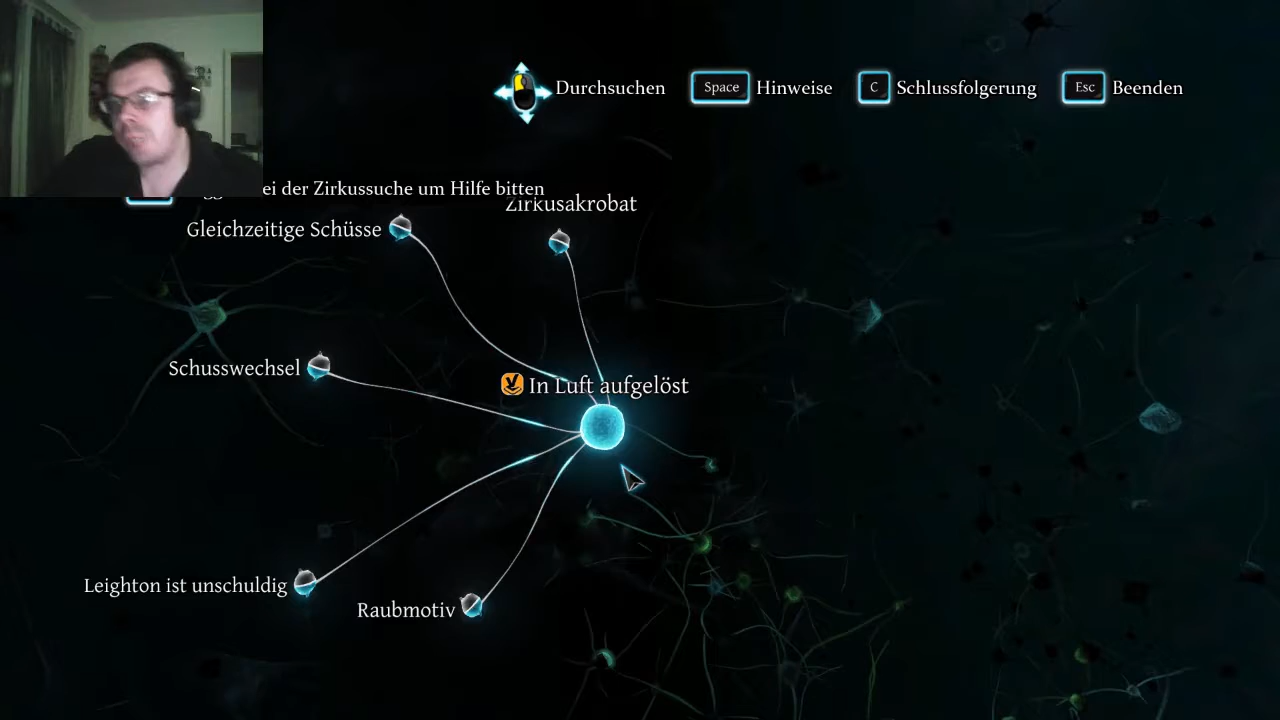 Durchsuchen Space Hinweise C Schlussfolgerung Esc Beenden
der Zirkussuche um Hilfe bitten
Zirkusakrobat
Gleichzeitige Schüsse
Schusswechsel
In Luft aufgelöst
Leighton ist unschuldig
Raubmotiv